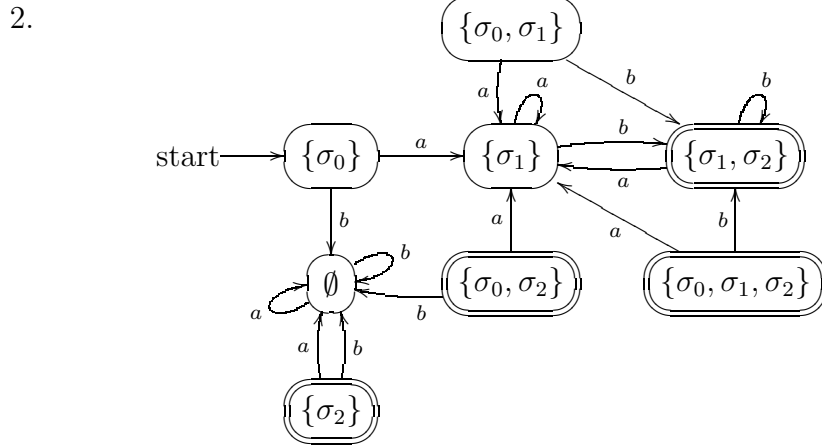 2.
{σ₀, σ₁}
a
a
b
b
start
{σ₀}
a
{σ₁}
b
a
{σ₁, σ₂}
b
a
a
b
∅
b
a
{σ₀, σ₂}
b
{σ₀, σ₁, σ₂}
a
b
{σ₂}